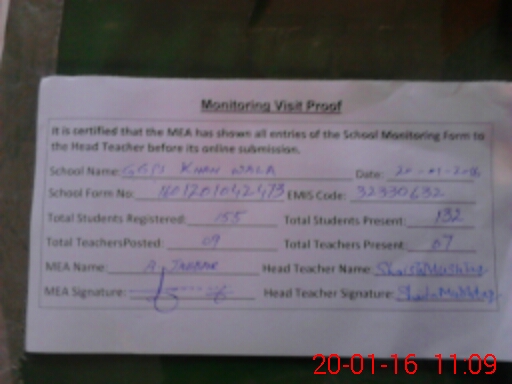 Monitoring Visit Proof
It is certified that the MEA has shown all entries of the School Monitoring Form to
the Head Teacher before its online submission.
School Name: KHAN WALA Date: 20-01-2016
School Form No: EMIS Code: 32330632
Total Students Registered: 155 Total Students Present: 132
Total TeachersPosted: 09 Total Teachers Present: 07
MEA Name: A JABBAR Head Teacher Name:
MEA Signature: Head Teacher Signature:
20-01-16 11:09